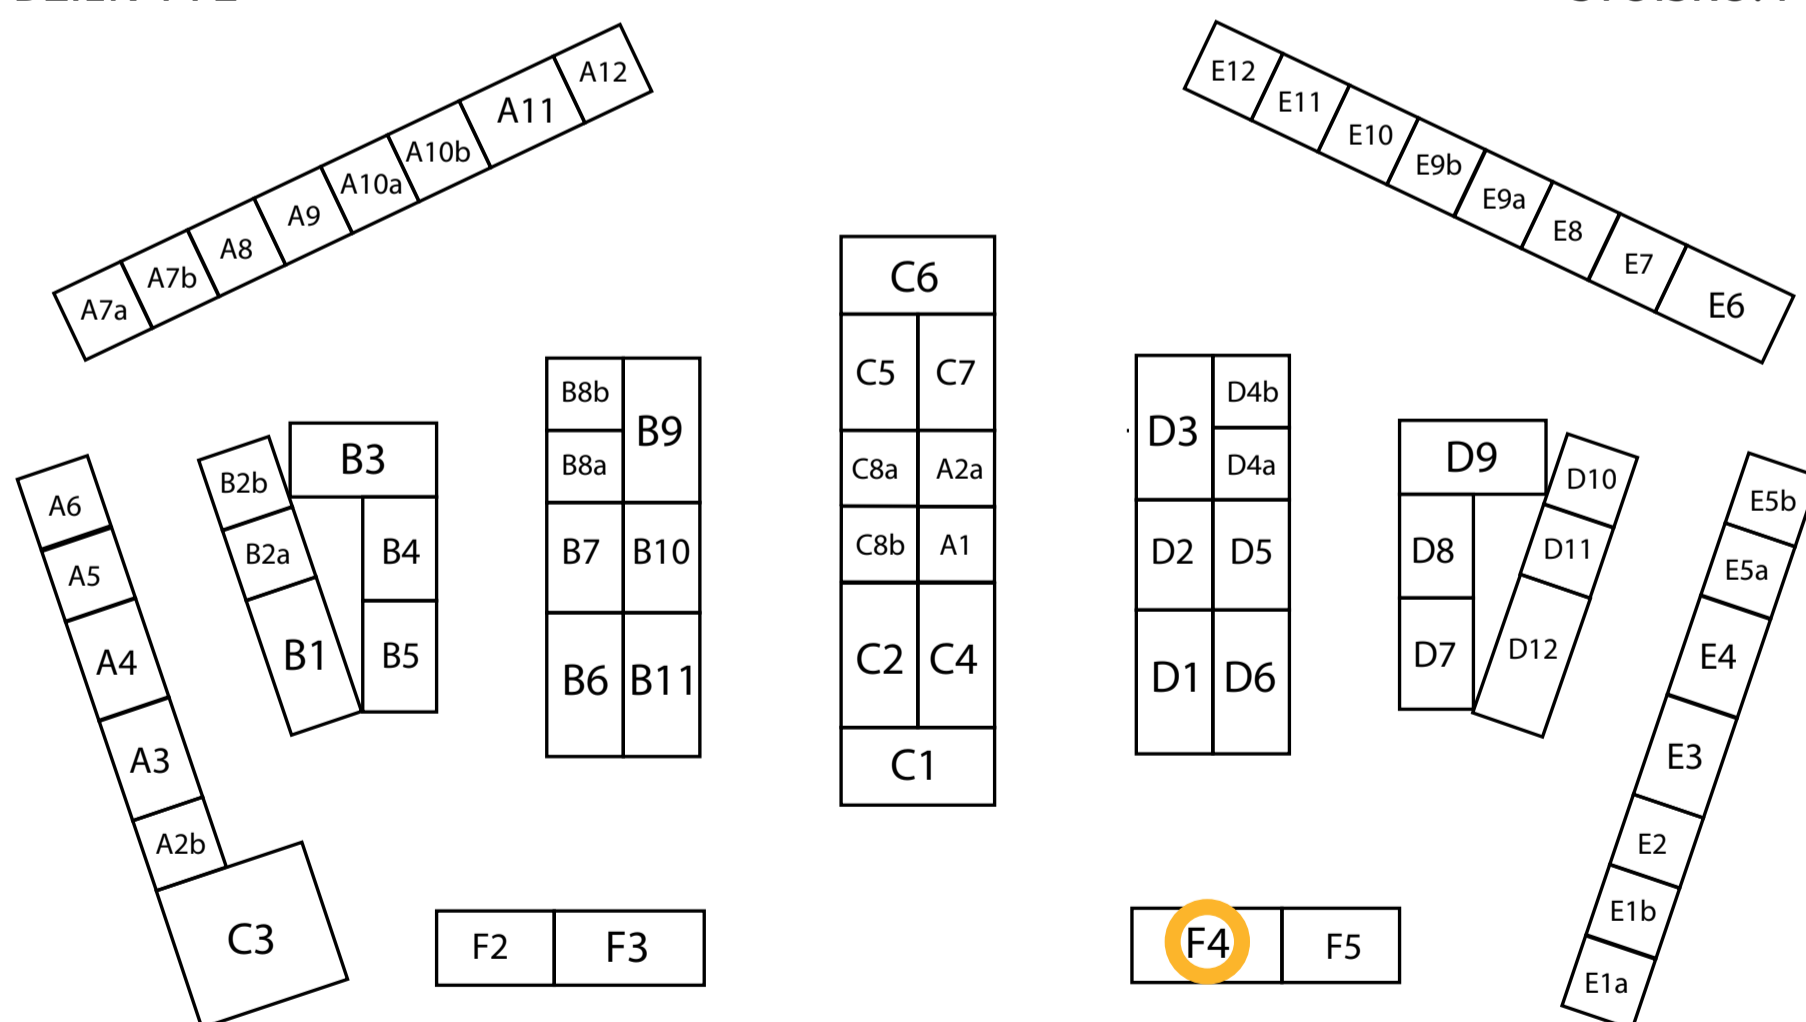 A12
A11
A10b
A10a
A9
A8
A7b
A7a
E12
E11
E10
E9b
E9a
E8
E7
E6
C6
C5 C7
C8a A2a
C8b A1
C2 C4
C1
A6
A5
A4
A3
A2b
C3
B2b
B2a
B1
B3
B4
B5
B8b B9
B8a
B7 B10
B6 B11
D3 D4b
D4a
D2 D5
D1 D6
D9
D8
D7
D10
D11
D12
E5b
E5a
E4
E3
E2
E1b
E1a
F2 F3
F4 F5